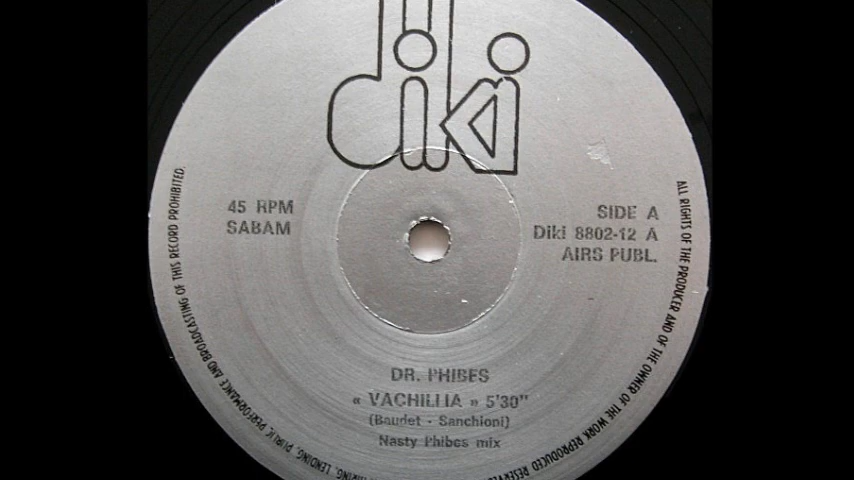 diki
45 RPM
SABAM
SIDE A
Diki 8802-12 A
AIRS PUBL.
DR. PHIBES
« VACHILLIA » 5'30"
(Baudet - Sanchioni)
Nasty Phibes mix
ALL RIGHTS OF THE PRODUCER AND OF THE OWNER OF THE WORK REPRODUCED RESERVED
LENDING, PUBLIC PERFORMANCE AND BROADCASTING OF THIS RECORD PROHIBITED.